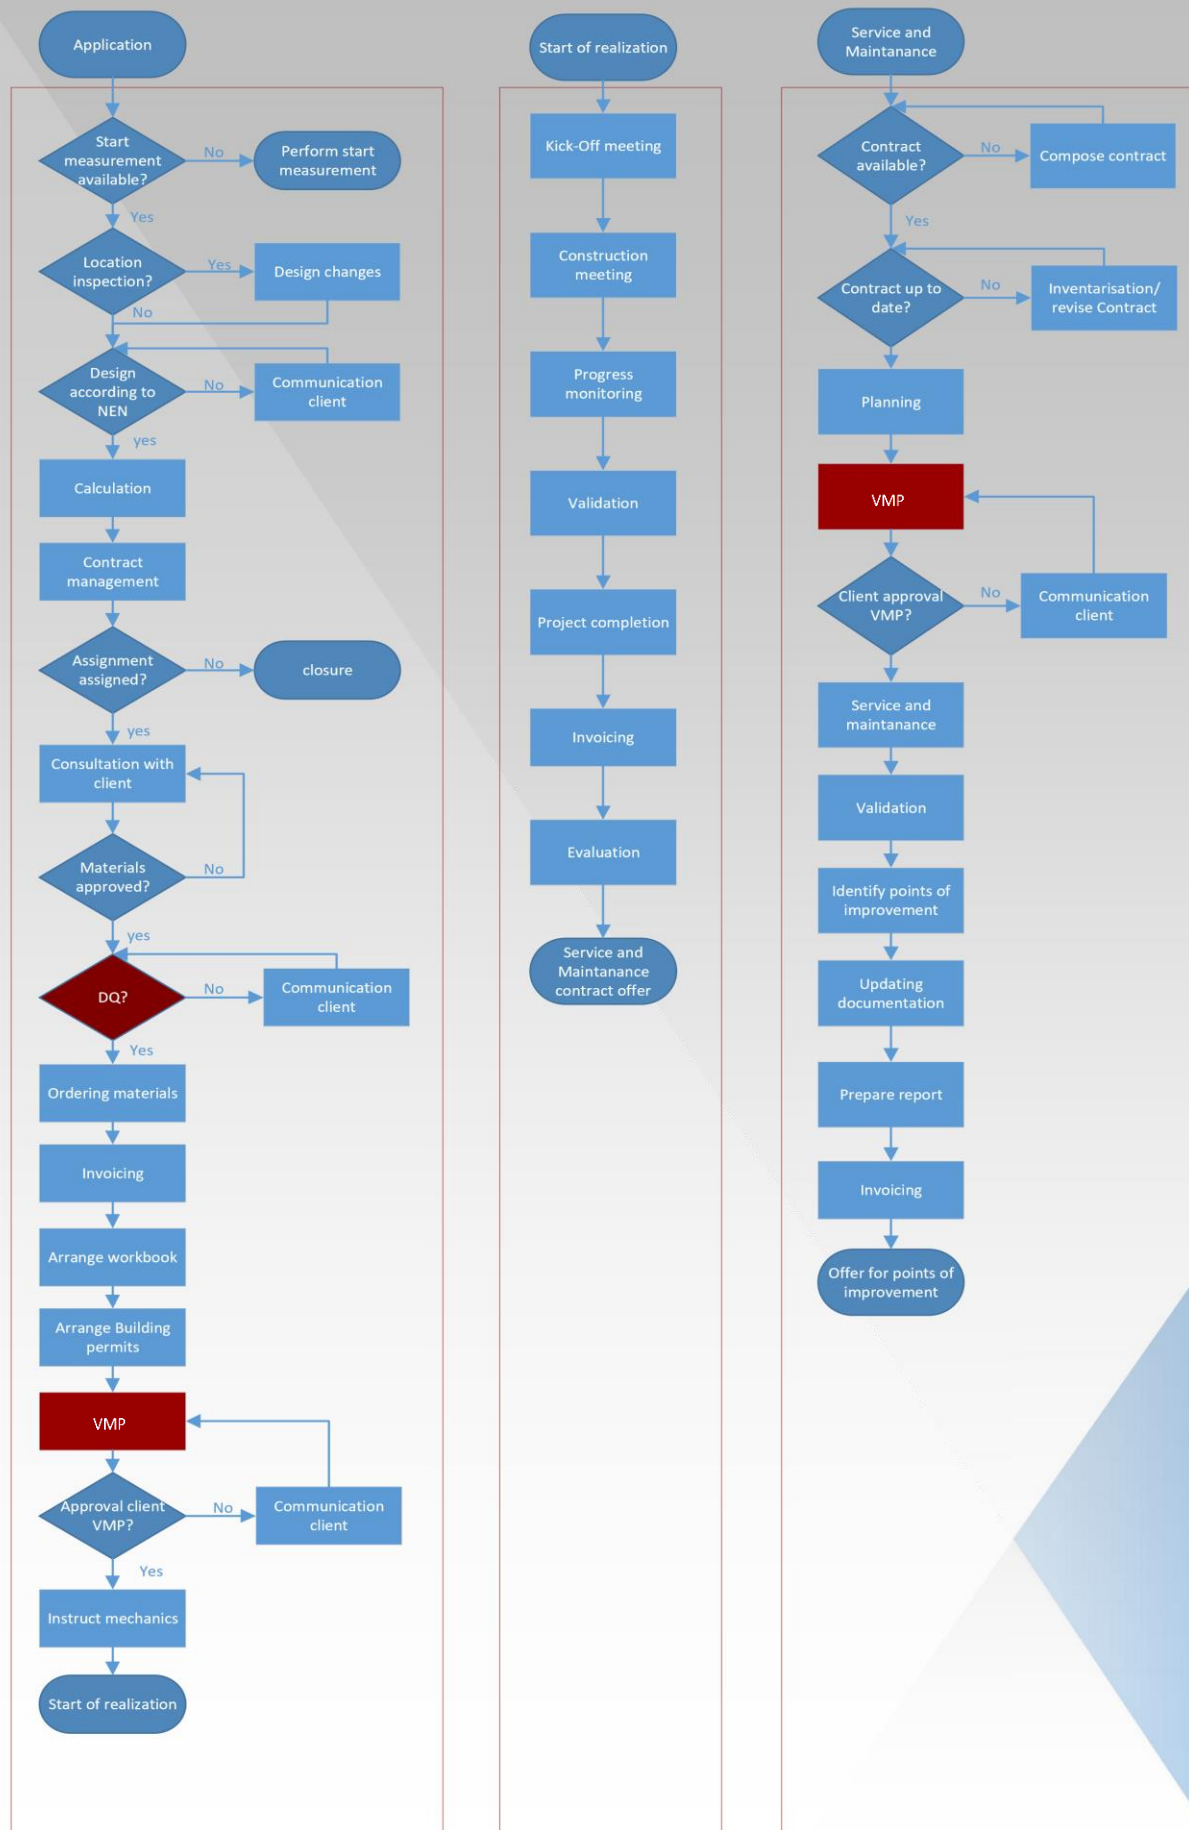 Application
Start
measurement
available?
No
Perform start
measurement
Yes
Location
inspection?
Yes
Design changes
No
Design
according to
NEN
No
Communication
client
yes
Calculation
Contract
management
Assignment
assigned?
No
closure
yes
Consultation with
client
Materials
approved?
No
yes
DQ?
No
Communication
client
Yes
Ordering materials
Invoicing
Arrange workbook
Arrange Building
permits
VMP
Approval client
VMP?
No
Communication
client
Yes
Instruct mechanics
Start of realization
Start of realization
Kick-Off meeting
Construction
meeting
Progress
monitoring
Validation
Project completion
Invoicing
Evaluation
Service and
Maintanance
contract offer
Service and
Maintanance
Contract
available?
No
Compose contract
Yes
Contract up to
date?
No
Inventarisation/
revise Contract
Planning
VMP
Client approval
VMP?
No
Communication
client
Service and
maintanance
Validation
Identify points of
improvement
Updating
documentation
Prepare report
Invoicing
Offer for points of
improvement